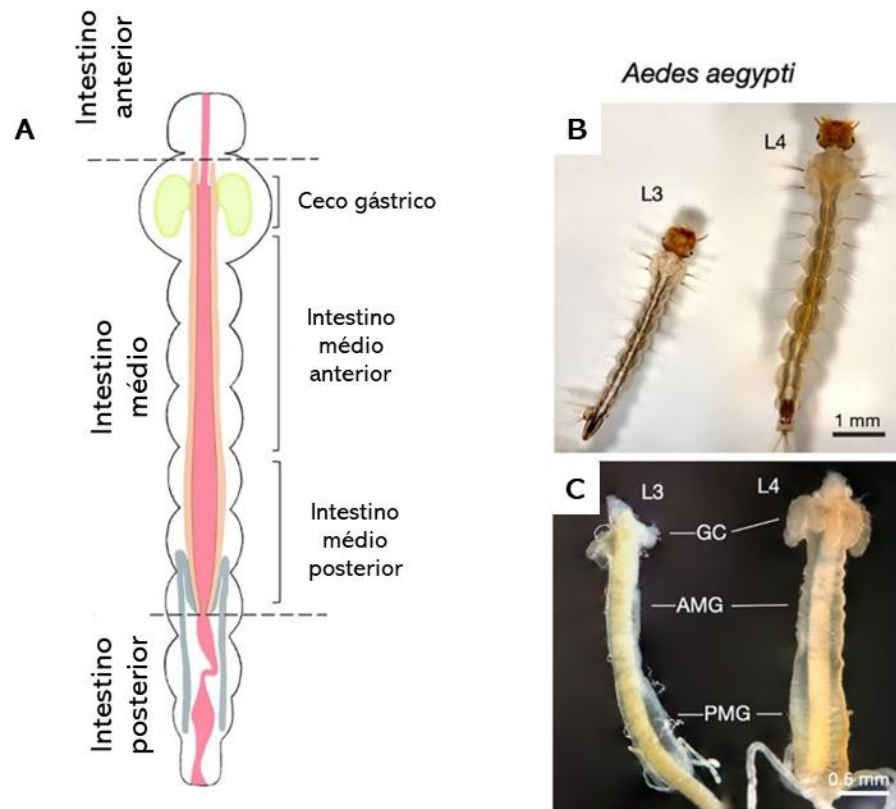 A
Intestino
anterior
Ceco gástrico
Intestino
médio
Intestino
médio
anterior
Intestino
médio
posterior
Intestino
posterior
Aedes aegypti
B
L3
L4
1 mm
C
L3
L4
GC
AMG
PMG
0.5 mm